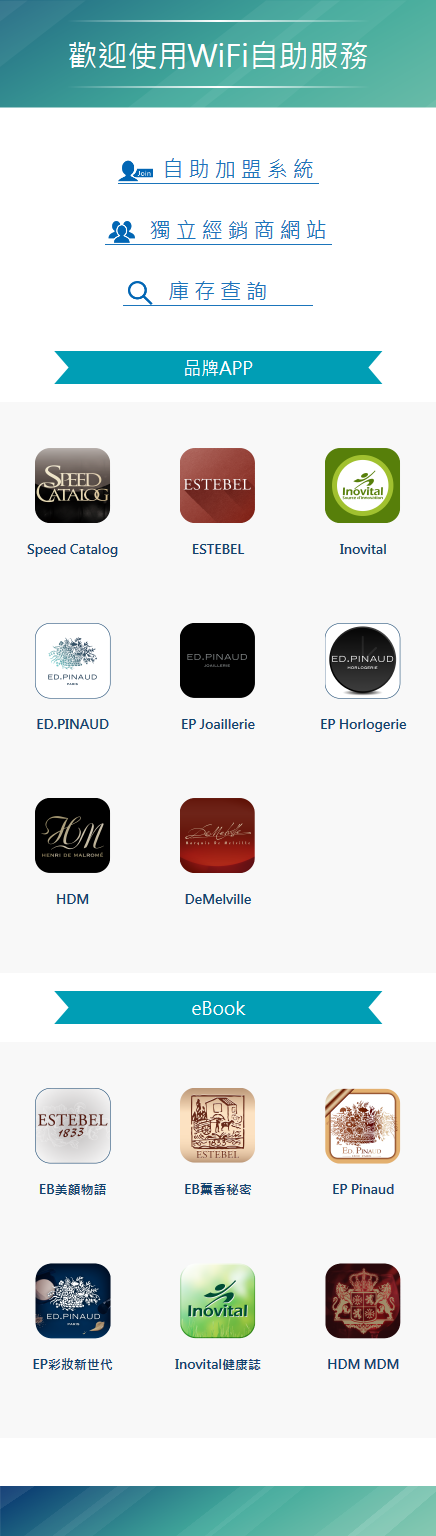 歡迎使用WiFi自助服務
Join 自助加盟系統
獨立經銷商網站
庫存查詢
品牌APP
SPEED
CATALOG
ESTEBEL
Inovital
Source d'innovation
Speed Catalog
ESTEBEL
Inovital
ED.PINAUD
PARIS
ED.PINAUD
JOAILLERIE
ED.PINAUD
HORLOGERIE
ED.PINAUD
EP Joaillerie
EP Horlogerie
HM
HENRI DE MALROMÉ
DeMelville
Marquis De Melville
HDM
DeMelville
eBook
ESTEBEL
1833
ESTEBEL
ED. PINAUD
EB美顏物語
EB薰香秘密
EP Pinaud
ED.PINAUD
PARIS
Inovital
EP彩妝新世代
Inovital健康誌
HDM MDM